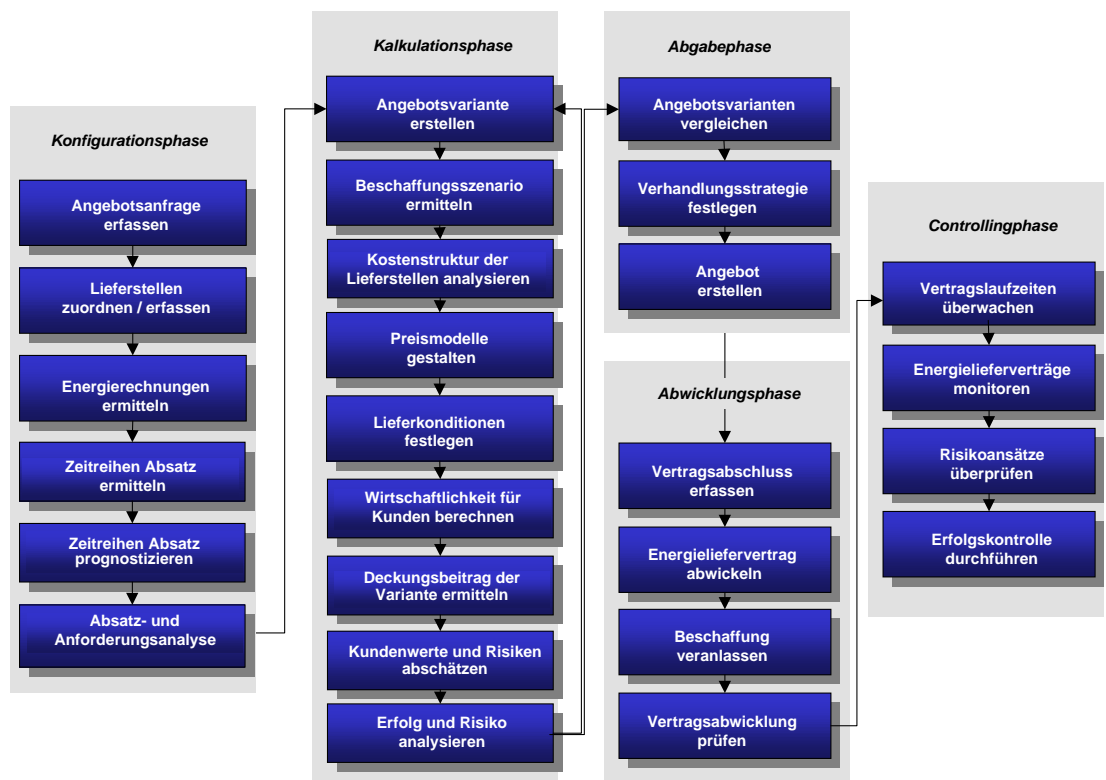 Konfigurationsphase
Angebotsanfrage
erfassen
Lieferstellen
zuordnen / erfassen
Energierechnungen
ermitteln
Zeitreihen Absatz
ermitteln
Zeitreihen Absatz
prognostizieren
Absatz- und
Anforderungsanalyse
Kalkulationsphase
Angebotsvariante
erstellen
Beschaffungsszenario
ermitteln
Kostenstruktur der
Lieferstellen analysieren
Preismodelle
gestalten
Lieferkonditionen
festlegen
Wirtschaftlichkeit für
Kunden berechnen
Deckungsbeitrag der
Variante ermitteln
Kundenwerte und Risiken
abschätzen
Erfolg und Risiko
analysieren
Abgabephase
Angebotsvarianten
vergleichen
Verhandlungsstrategie
festlegen
Angebot
erstellen
Abwicklungsphase
Vertragsabschluss
erfassen
Energieliefervertrag
abwickeln
Beschaffung
veranlassen
Vertragsabwicklung
prüfen
Controllingphase
Vertragslaufzeiten
überwachen
Energielieferverträge
monitoren
Risikoansätze
überprüfen
Erfolgskontrolle
durchführen